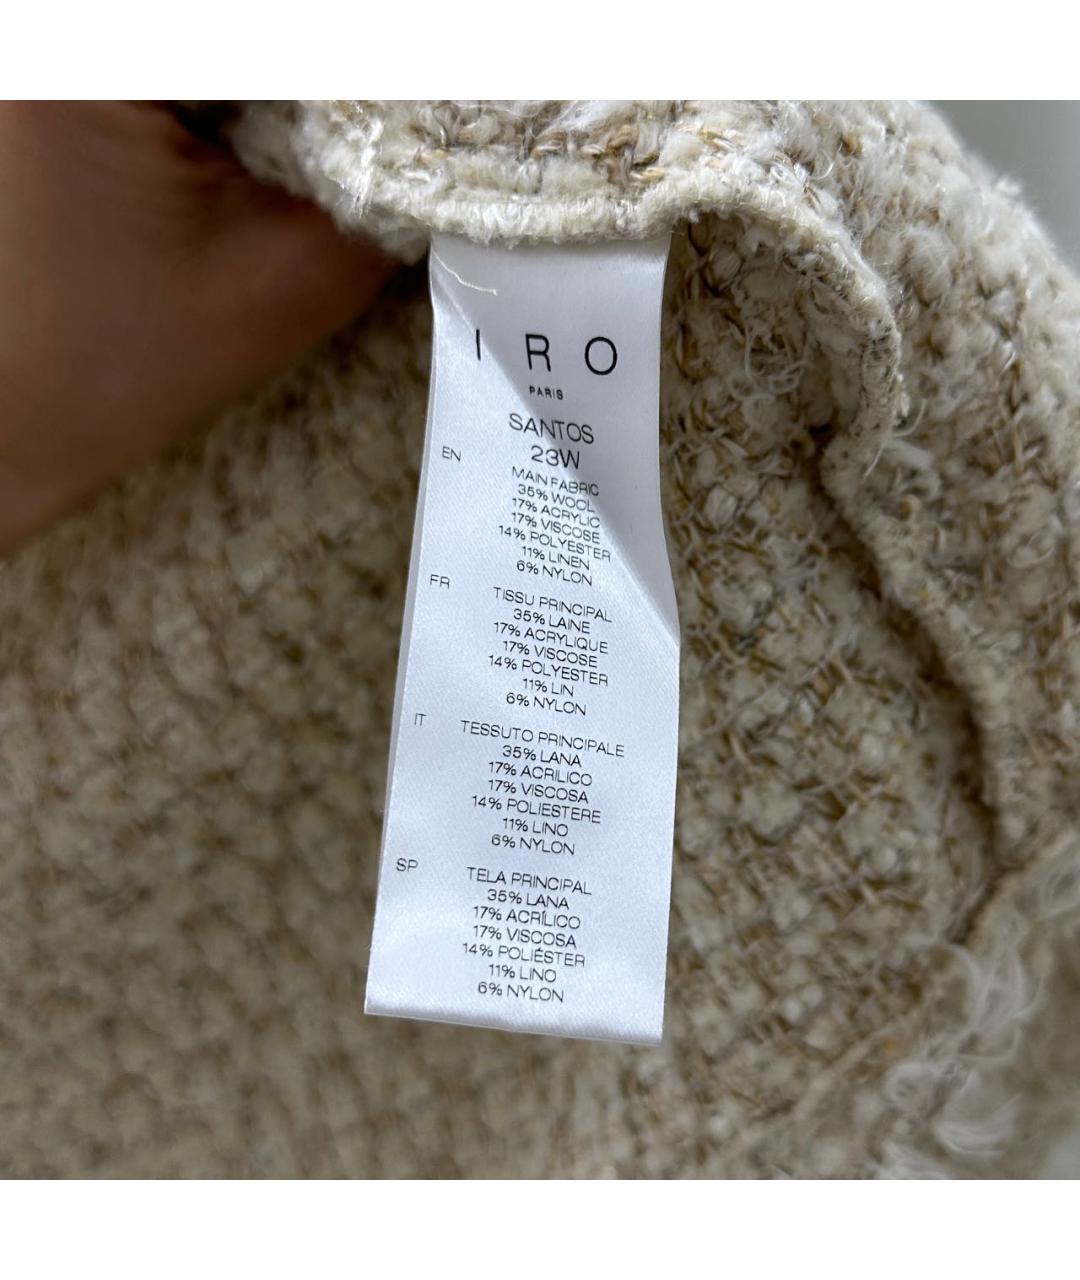 IRO
PARIS
SANTOS
23W
EN
MAIN FABRIC
35% WOOL
17% ACRYLIC
17% VISCOSE
14% POLYESTER
11% LINEN
6% NYLON
FR
TISSU PRINCIPAL
35% LAINE
17% ACRYLIQUE
17% VISCOSE
14% POLYESTER
11% LIN
6% NYLON
IT
TESSUTO PRINCIPALE
35% LANA
17% ACRILICO
17% VISCOSA
14% POLIESTERE
11% LINO
6% NYLON
SP
TELA PRINCIPAL
35% LANA
17% ACRÍLICO
17% VISCOSA
14% POLIÉSTER
11% LINO
6% NYLON